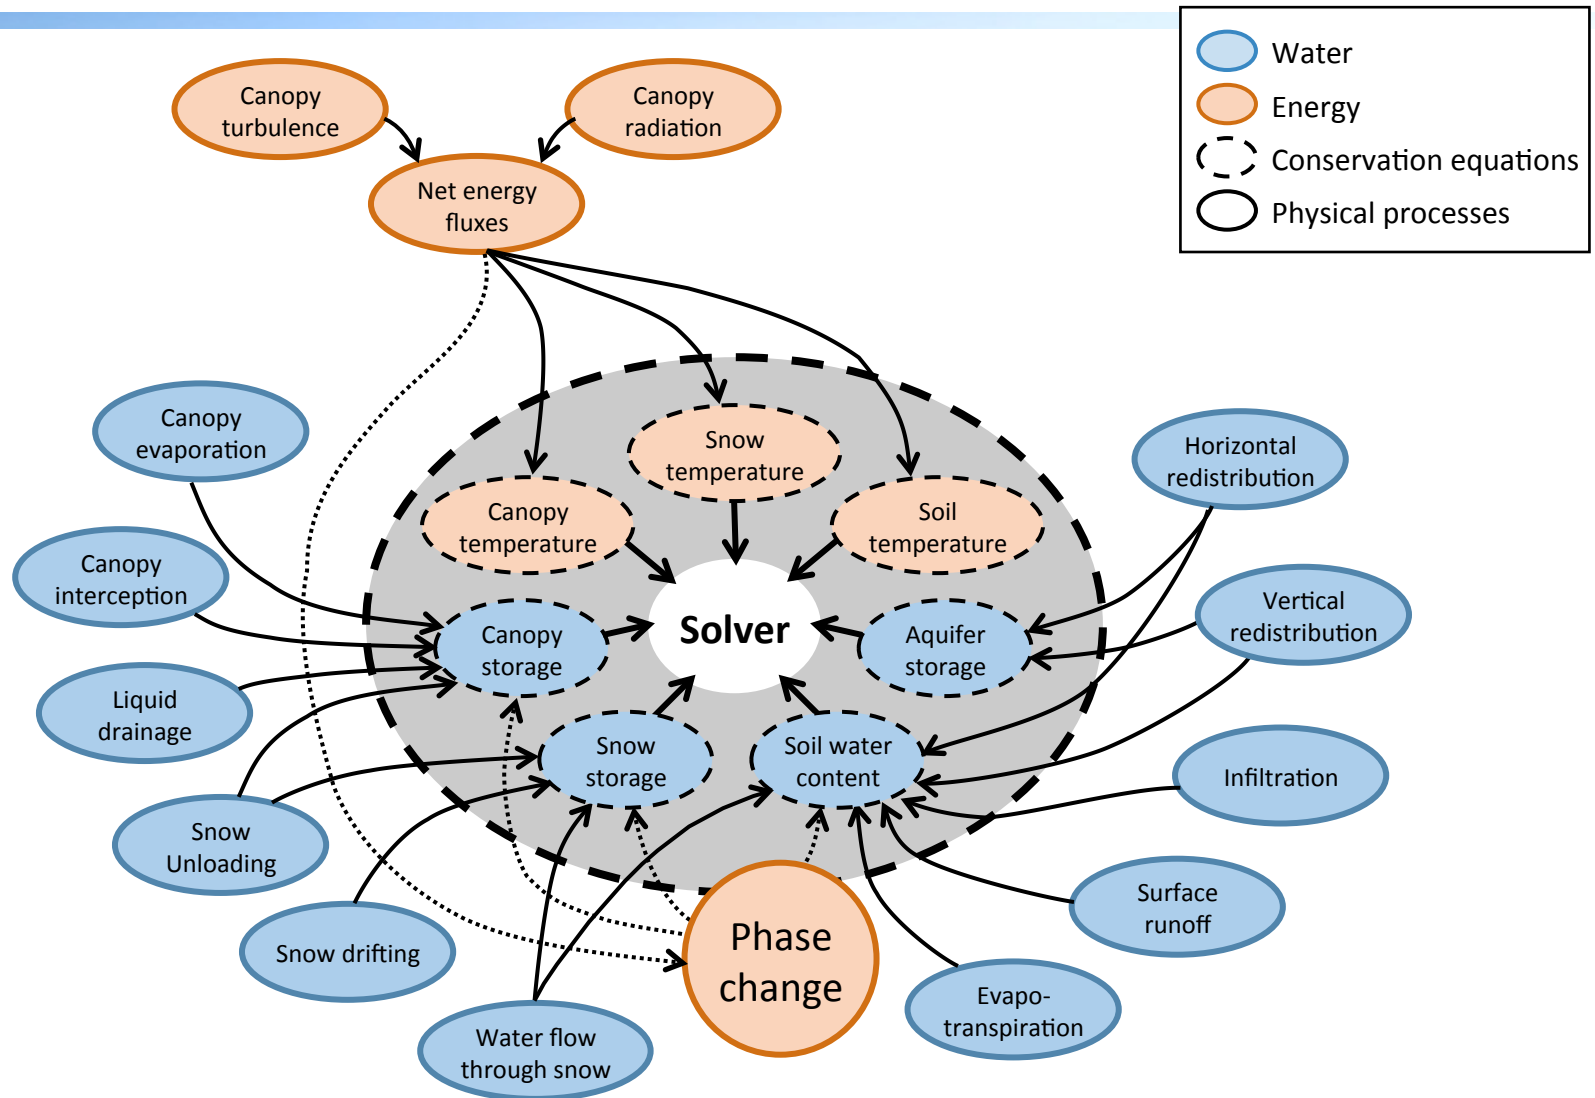 Water
Energy
Conservation equations
Physical processes
Canopy
turbulence
Canopy
radiation
Net energy
fluxes
Canopy
evaporation
Snow
temperature
Horizontal
redistribution
Canopy
temperature
Soil
temperature
Canopy
interception
Canopy
storage
Solver
Aquifer
storage
Vertical
redistribution
Liquid
drainage
Snow
storage
Soil water
content
Infiltration
Snow
Unloading
Surface
runoff
Snow drifting
Phase
change
Evapo-
transpiration
Water flow
through snow